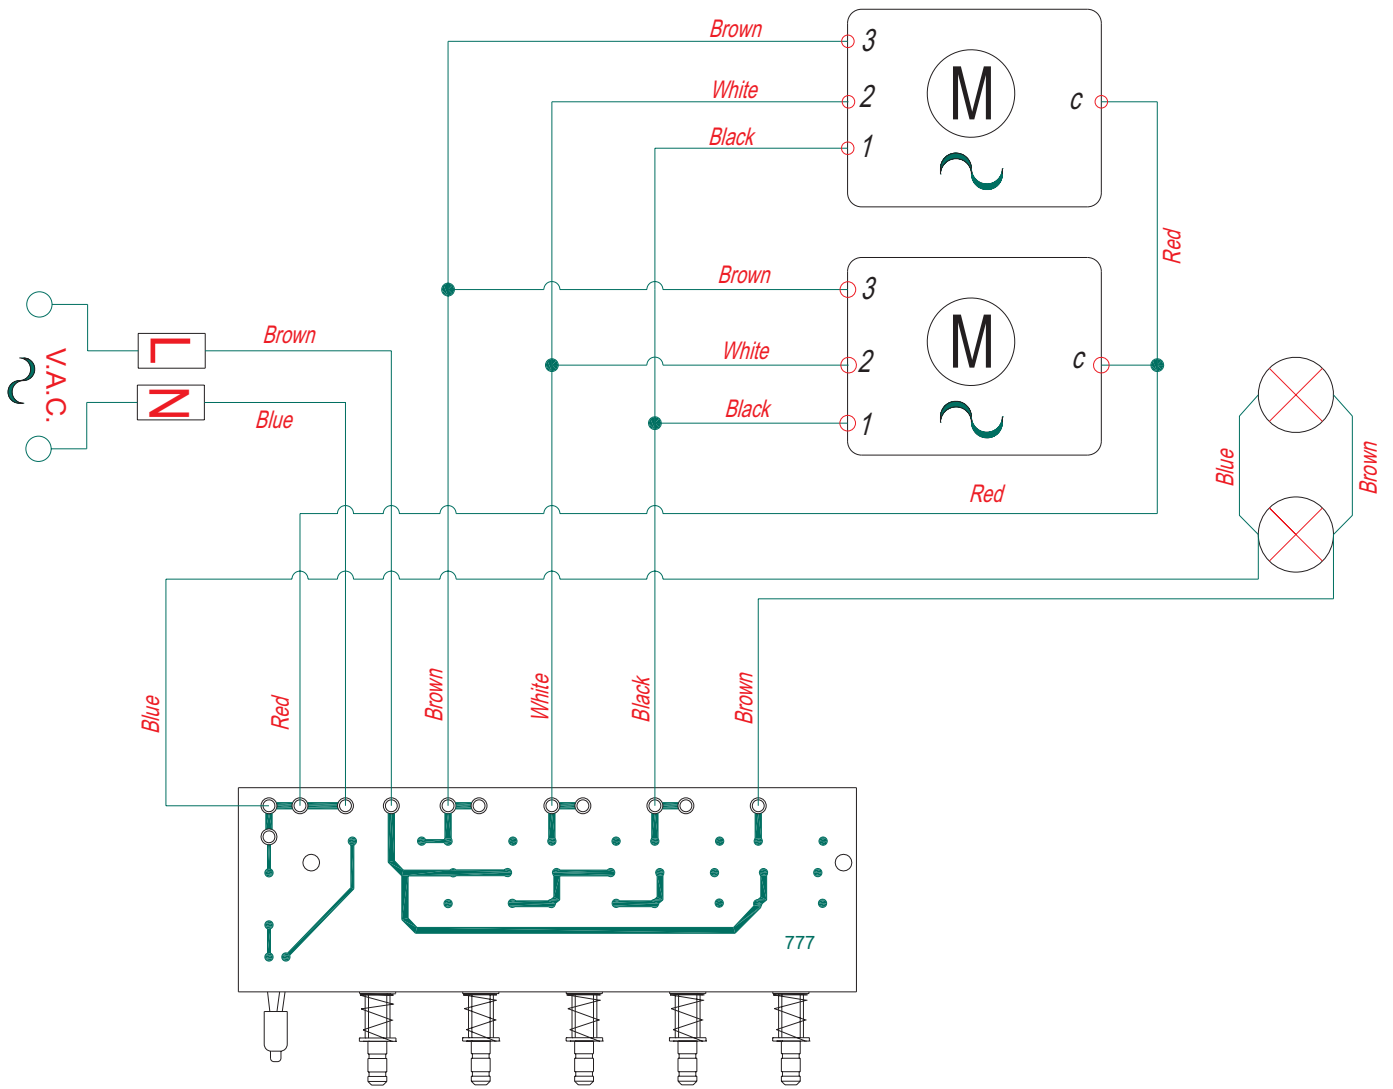 Brown
3
M
White
2
c
Black
1
Red
Brown
3
M
White
2
c
Black
1
V.A.C.
L
Brown
N
Blue
Blue
Brown
Red
Blue
Red
Brown
White
Black
Brown
777